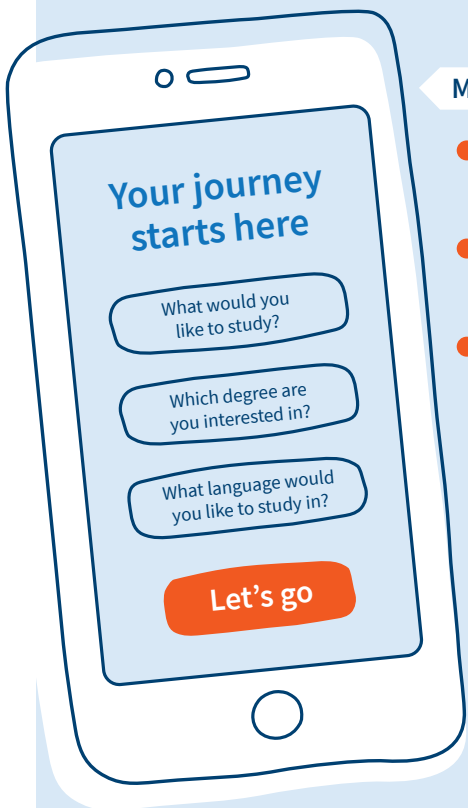 Your journey
starts here
What would you
like to study?
Which degree are
you interested in?
What language would
you like to study in?
Let's go
M